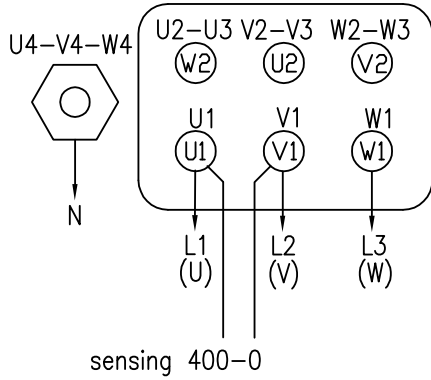 U2-U3 V2-V3 W2-W3
U4-V4-W4
W2 U2 V2
U1 V1 W1
U1 V1 W1
N
L1 L2 L3
(U) (V) (W)
sensing 400-0